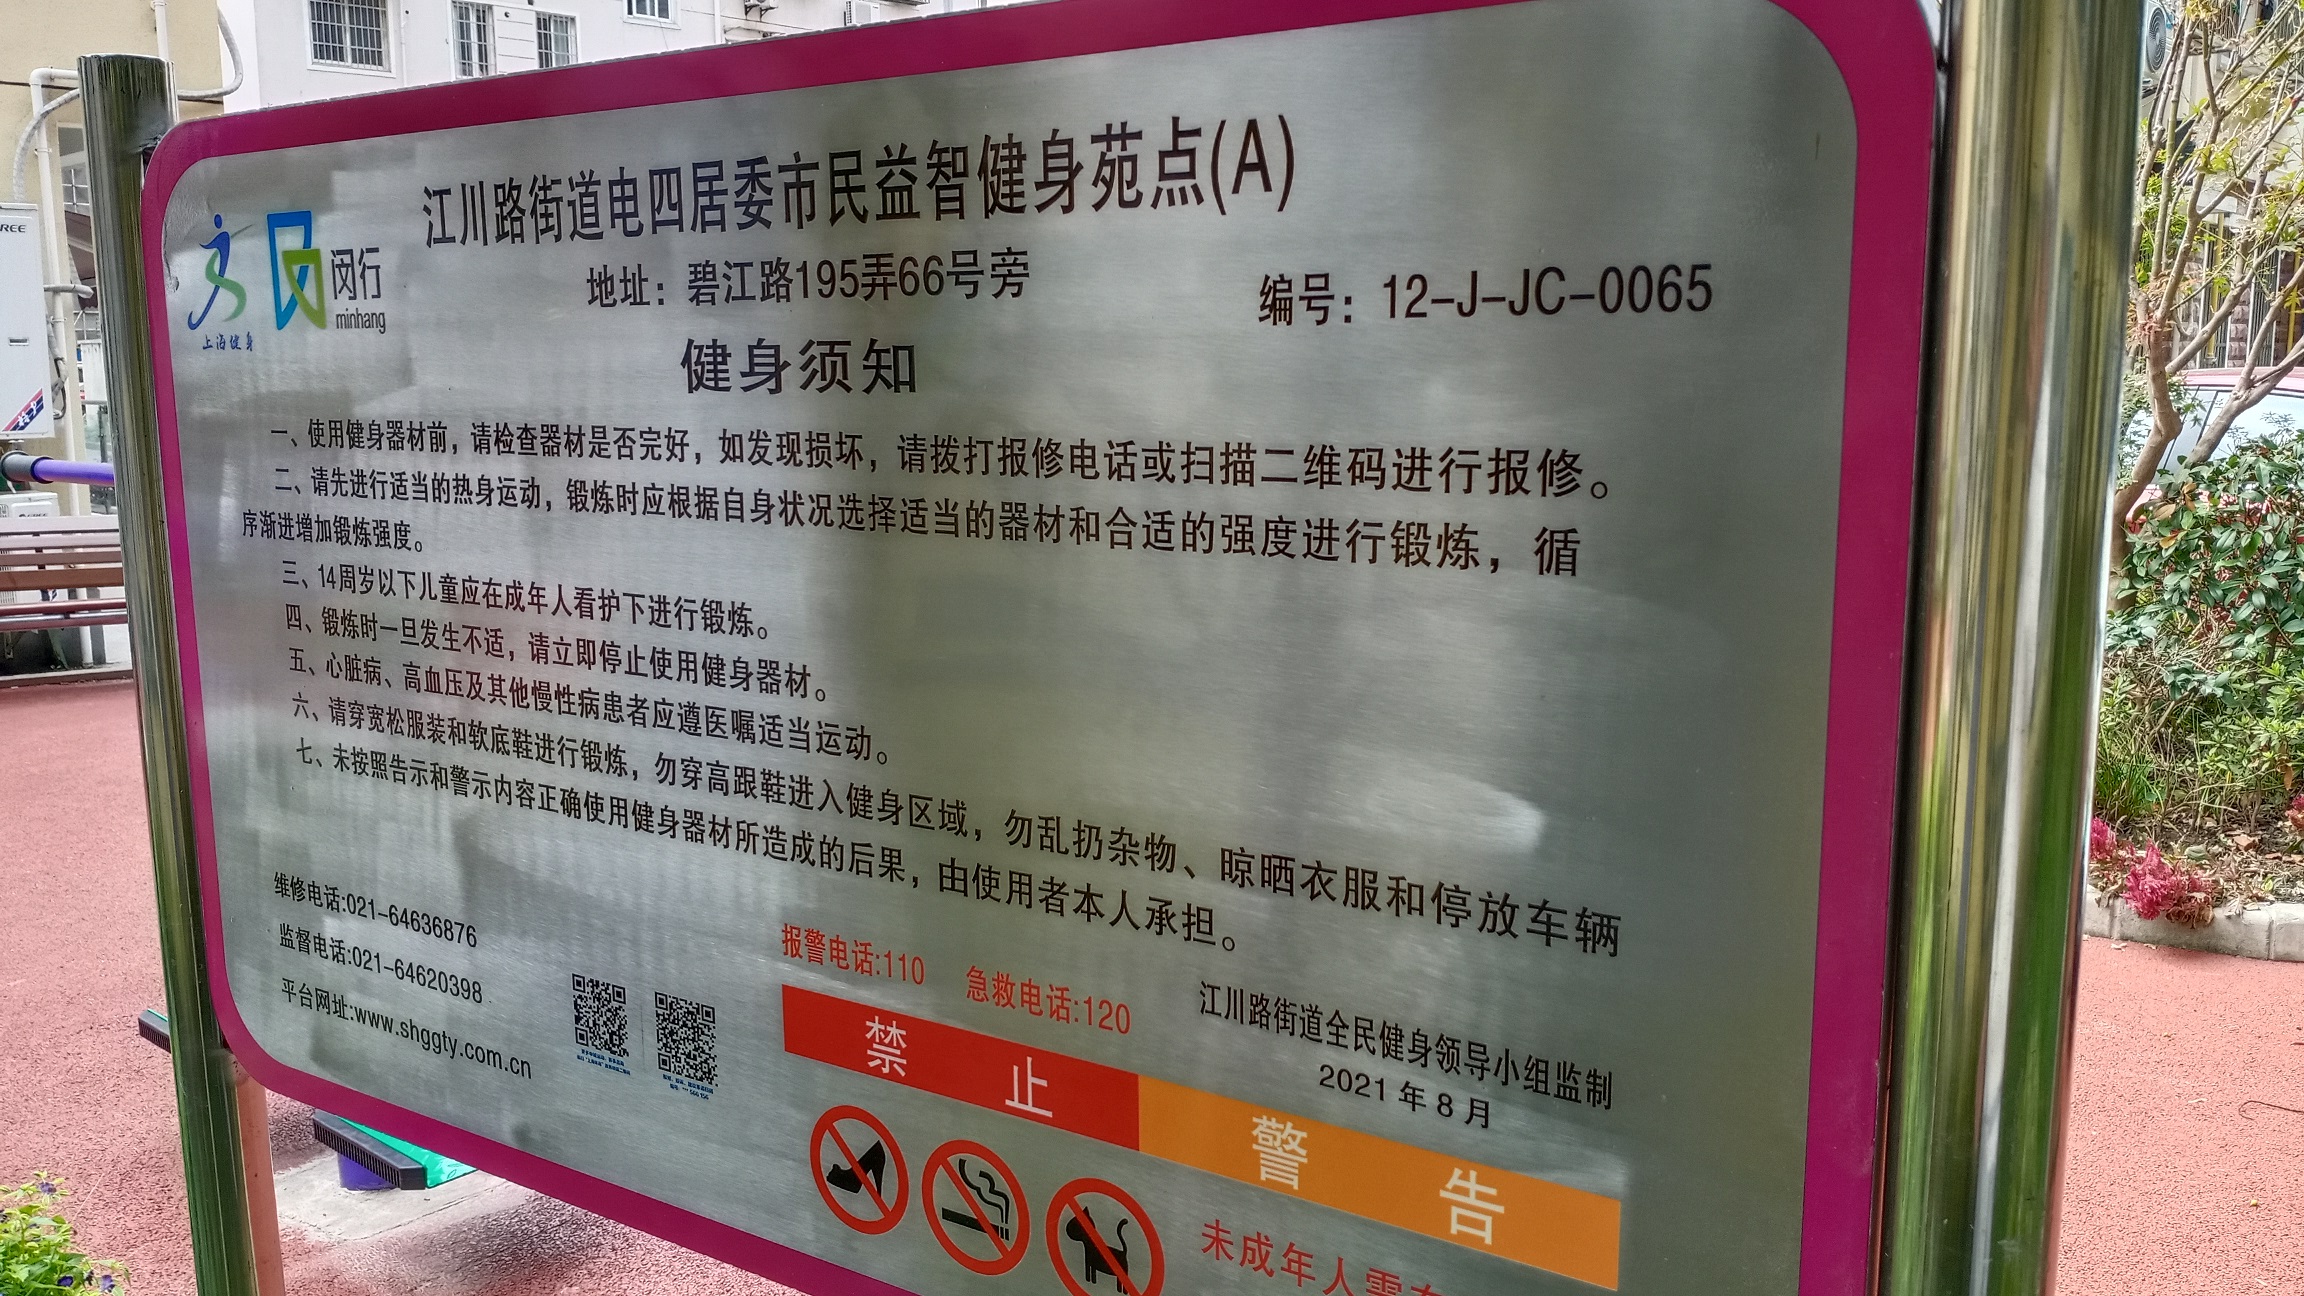 江川路街道电四居委市民益智健身苑点(A)
上海健身
闵行
minhang
地址：碧江路195弄66号旁
编号：12-J-JC-0065
健身须知
一、使用健身器材前，请检查器材是否完好，如发现损坏，请拨打报修电话或扫描二维码进行报修。
二、请先进行适当的热身运动，锻炼时应根据自身状况选择适当的器材和合适的强度进行锻炼，循
序渐进增加锻炼强度。
三、14周岁以下儿童应在成年人看护下进行锻炼。
四、锻炼时一旦发生不适，请立即停止使用健身器材。
五、心脏病、高血压及其他慢性病患者应遵医嘱适当运动。
六、请穿宽松服装和软底鞋进行锻炼，勿穿高跟鞋进入健身区域，勿乱扔杂物、晾晒衣服和停放车辆
七、未按照告示和警示内容正确使用健身器材所造成的后果，由使用者本人承担。
维修电话:021-64636876
监督电话:021-64620398
平台网址:www.shggty.com.cn
报警电话:110 急救电话:120
江川路街道全民健身领导小组监制
2021年8月
禁止
警告
未成年人需在
REE